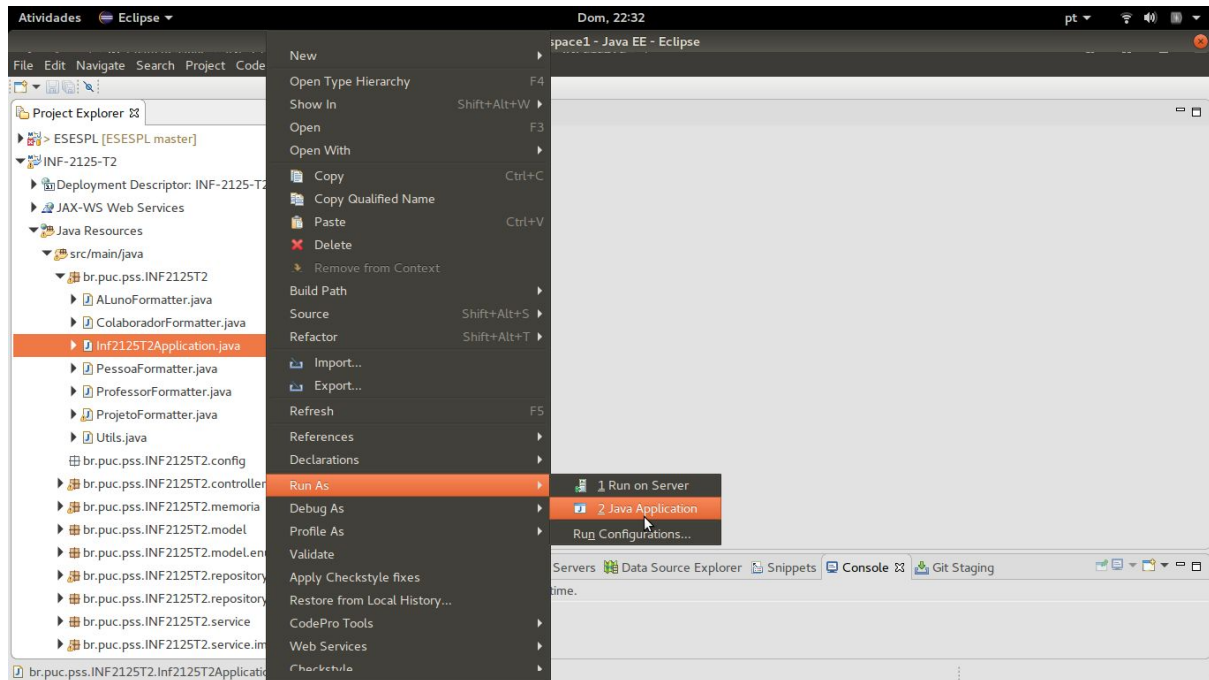 Atividades Eclipse Dom, 22:32 pt
space1 - Java EE - Eclipse
File Edit Navigate Search Project Code
Project Explorer
> ESESPL [ESESPL master]
INF-2125-T2
Deployment Descriptor: INF-2125-T2
JAX-WS Web Services
Java Resources
src/main/java
br.puc.pss.INF2125T2
ALunoFormatter.java
ColaboradorFormatter.java
Inf2125T2Application.java
PessoaFormatter.java
ProfessorFormatter.java
ProjetoFormatter.java
Utils.java
br.puc.pss.INF2125T2.config
br.puc.pss.INF2125T2.controller
br.puc.pss.INF2125T2.memoria
br.puc.pss.INF2125T2.model
br.puc.pss.INF2125T2.model.en
br.puc.pss.INF2125T2.repository
br.puc.pss.INF2125T2.repository
br.puc.pss.INF2125T2.service
br.puc.pss.INF2125T2.service.im
br.puc.pss.INF2125T2.Inf2125T2Applicatio
New
Open Type Hierarchy F4
Show In Shift+Alt+W
Open F3
Open With
Copy Ctrl+C
Copy Qualified Name
Paste Ctrl+V
Delete
Remove from Context
Build Path
Source Shift+Alt+S
Refactor Shift+Alt+T
Import...
Export...
Refresh F5
References
Declarations
Run As
Debug As
Profile As
Validate
Apply Checkstyle fixes
Restore from Local History...
CodePro Tools
Web Services
Checkstyle
1 Run on Server
2 Java Application
Run Configurations...
Servers Data Source Explorer Snippets Console Git Staging
time.